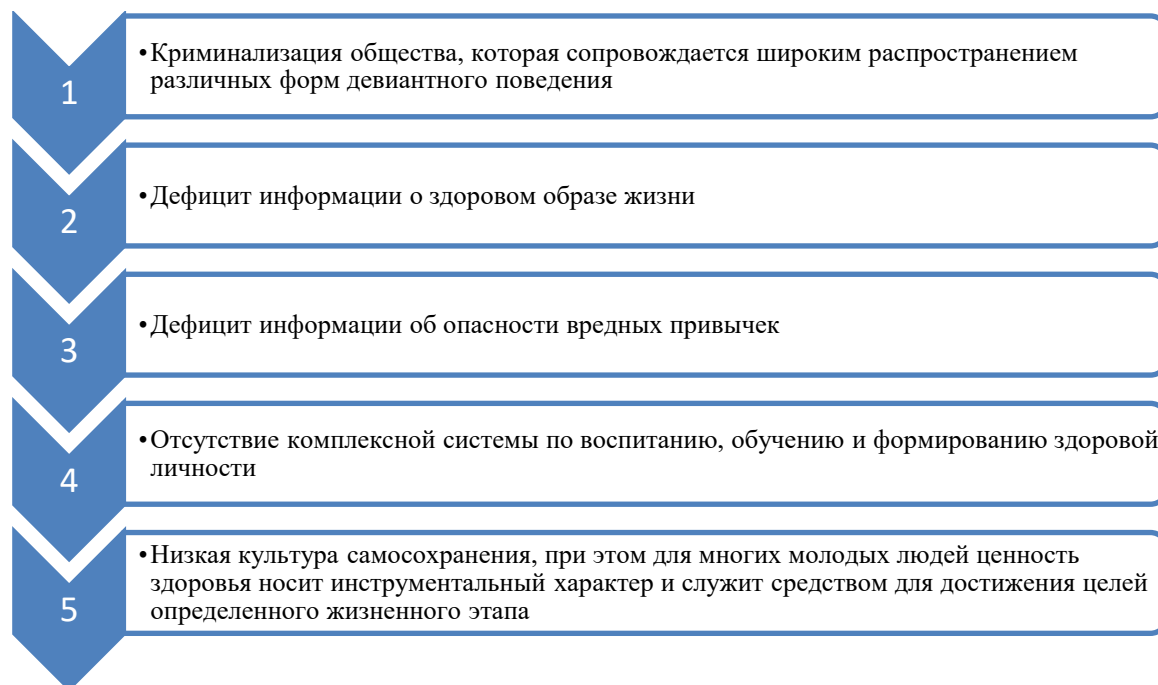 1
•Криминализация общества, которая сопровождается широким распространением
различных форм девиантного поведения
2
•Дефицит информации о здоровом образе жизни
3
•Дефицит информации об опасности вредных привычек
4
•Отсутствие комплексной системы по воспитанию, обучению и формированию здоровой
личности
5
•Низкая культура самосохранения, при этом для многих молодых людей ценность
здоровья носит инструментальный характер и служит средством для достижения целей
определенного жизненного этапа